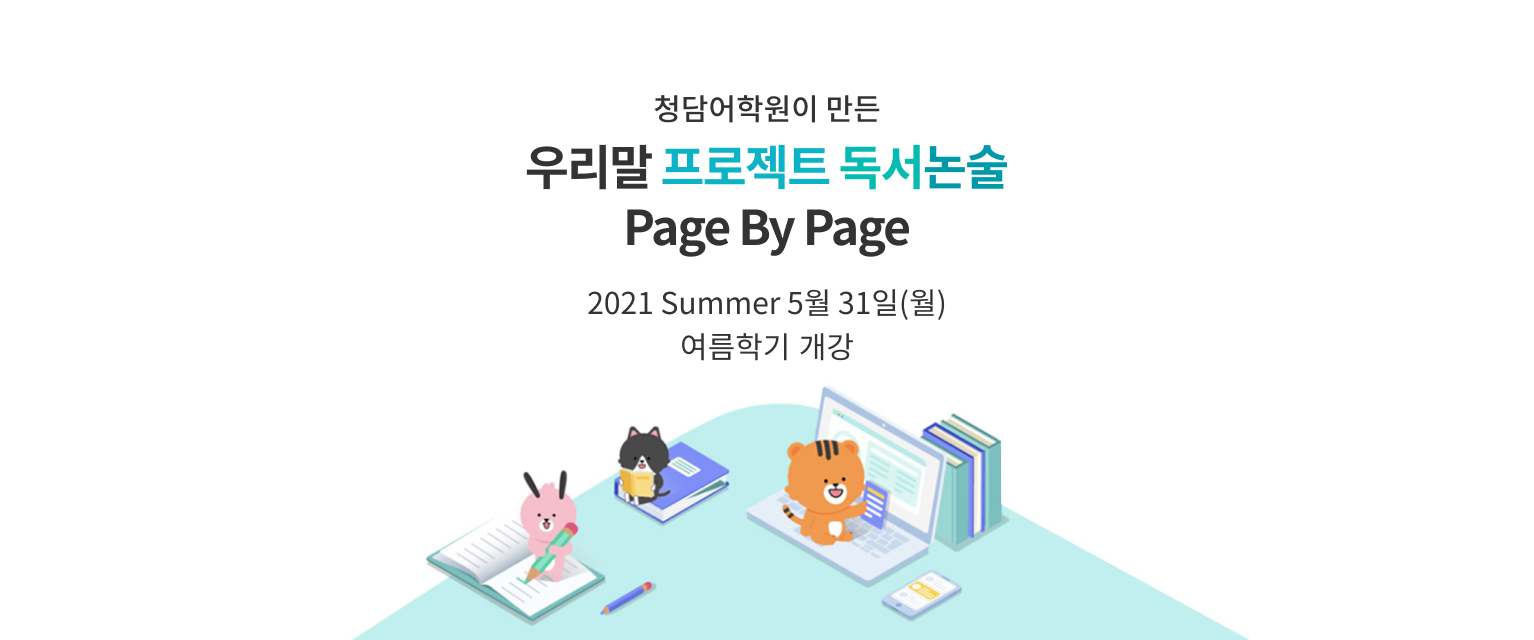 청담어학원이 만든
우리말 프로젝트 독서논술
Page By Page
2021 Summer 5월 31일(월)
여름학기 개강